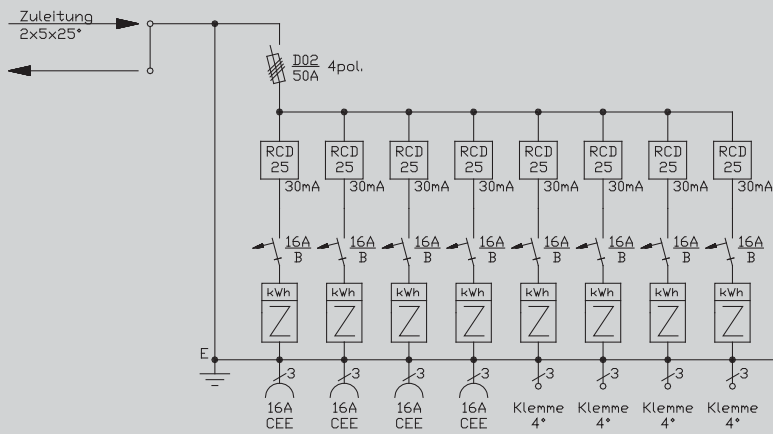 Zuleitung
2x5x25°
D02
50A
4pol.
RCD RCD RCD RCD RCD RCD RCD RCD
25 25 25 25 25 25 25 25
30mA 30mA 30mA 30mA 30mA 30mA 30mA 30mA
16A 16A 16A 16A 16A 16A 16A 16A
B B B B B B B B
kWh kWh kWh kWh kWh kWh kWh kWh
Z Z Z Z Z Z Z Z
E
3 3 3 3 3 3 3 3
16A 16A 16A 16A Klemme Klemme Klemme Klemme
CEE CEE CEE CEE 4° 4° 4° 4°